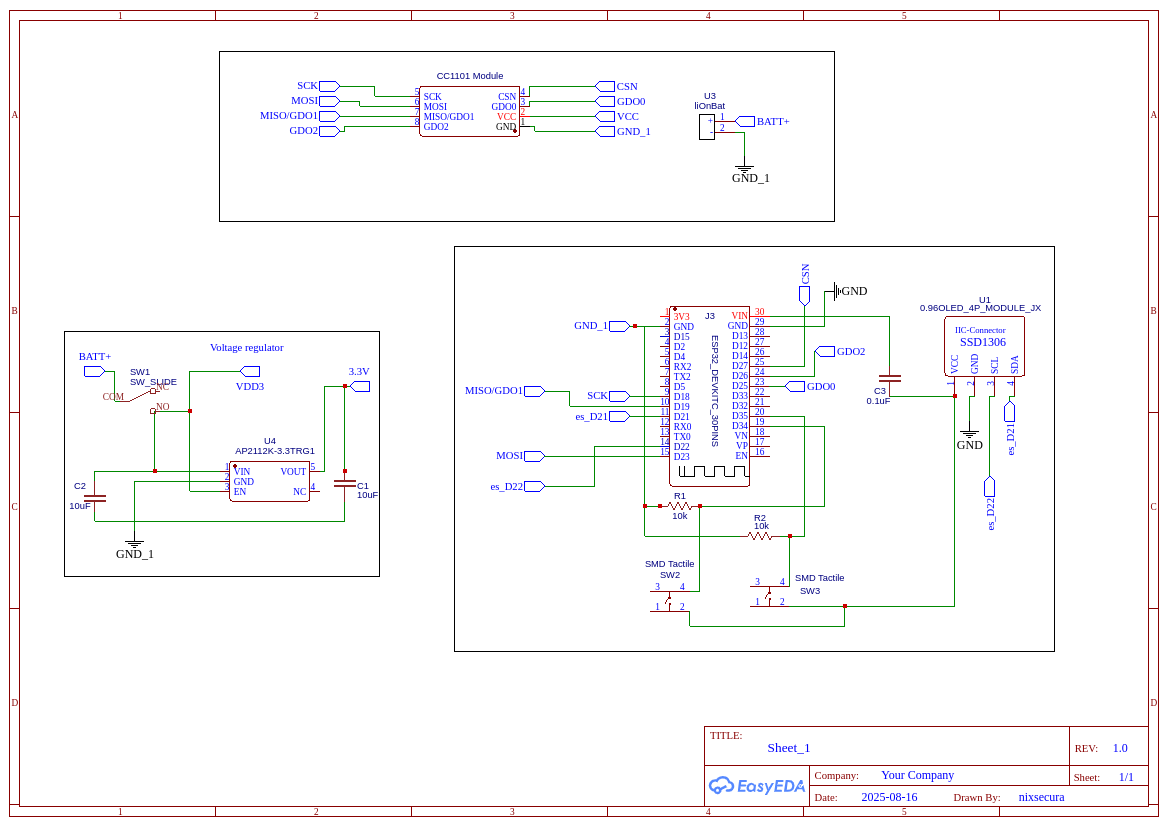 1 2 3 4 5
A A
B B
C C
D D
CC1101 Module
SCK
MOSI
MISO/GDO1
GDO2
5 SCK
6 MOSI
7 MISO/GDO1
8 GDO2
CSN 4
GDO0 3
VCC 2
GND 1
CSN
GDO0
VCC
GND_1
U3
liOnBat
+ 1
- 2
BATT+
GND_1
Voltage regulator
BATT+
SW1
SW_SLIDE
NC
COM
NO
VDD3
3.3V
U4
AP2112K-3.3TRG1
1 VIN
2 GND
3 EN
VOUT 5
NC 4
C2
10uF
C1
10uF
GND_1
CSN
GND
GND_1
J3
ESP32_DEVKITC_30PINS
1 3V3
2 GND
3 D15
4 D2
5 D4
6 RX2
7 TX2
8 D5
9 D18
10 D19
11 D21
12 RX0
13 TX0
14 D22
15 D23
VIN 30
GND 29
D13 28
D12 27
D14 26
D27 25
D26 24
D25 23
D33 22
D32 21
D35 20
D34 19
VN 18
VP 17
EN 16
GDO2
GDO0
MISO/GDO1
SCK
es_D21
MOSI
es_D22
R1
10k
R2
10k
SMD Tactile
SW2
3 4
1 2
SMD Tactile
SW3
3 4
1 2
C3
0.1uF
U1
0.96OLED_4P_MODULE_JX
IIC-Connector
SSD1306
VCC GND SCL SDA
1 2 3 4
GND
es_D21
es_D22
TITLE:
Sheet_1
REV: 1.0
EasyEDA
Company: Your Company
Sheet: 1/1
Date: 2025-08-16 Drawn By: nixsecura
1 2 3 4 5